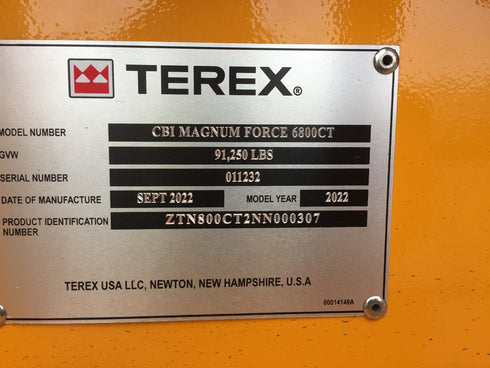 TEREX®
MODEL NUMBER CBI MAGNUM FORCE 6800CT
GVW 91,250 LBS
SERIAL NUMBER 011232
DATE OF MANUFACTURE SEPT 2022 MODEL YEAR 2022
PRODUCT IDENTIFICATION NUMBER ZTN800CT2NN000307
TEREX USA LLC, NEWTON, NEW HAMPSHIRE, U.S.A
80014149A